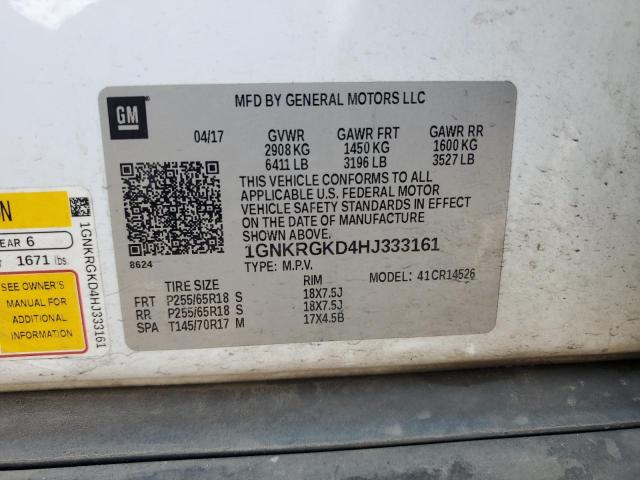 GM
MFD BY GENERAL MOTORS LLC
04/17 GVWR GAWR FRT GAWR RR
2908 KG 1450 KG 1600 KG
6411 LB 3196 LB 3527 LB
THIS VEHICLE CONFORMS TO ALL
APPLICABLE U.S. FEDERAL MOTOR
VEHICLE SAFETY STANDARDS IN EFFECT
ON THE DATE OF MANUFACTURE
SHOWN ABOVE.
8624
1GNKRGKD4HJ333161
TYPE: M.P.V. MODEL: 41CR14526
TIRE SIZE RIM
FRT P255/65R18 S 18X7.5J
RR P255/65R18 S 18X7.5J
SPA T145/70R17 M 17X4.5B
N
EAR 6
1671 lbs.
SEE OWNER'S
MANUAL FOR
ADDITIONAL
INFORMATION
1GNKRGKD4HJ333161